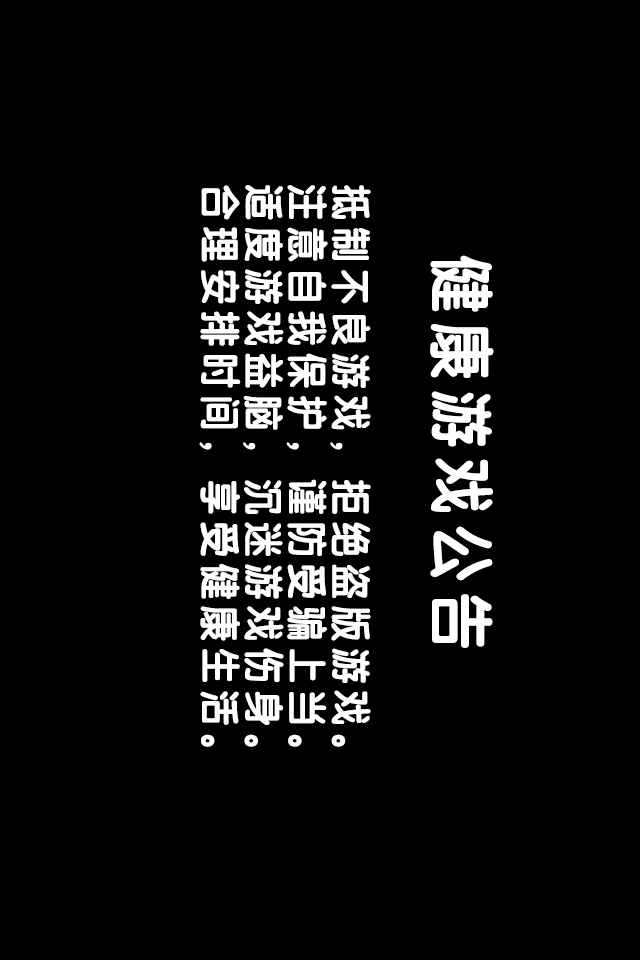 健康游戏公告
抵制不良游戏，拒绝盗版游戏。
注意自我保护，谨防受骗上当。
适度游戏益脑，沉迷游戏伤身。
合理安排时间，享受健康生活。